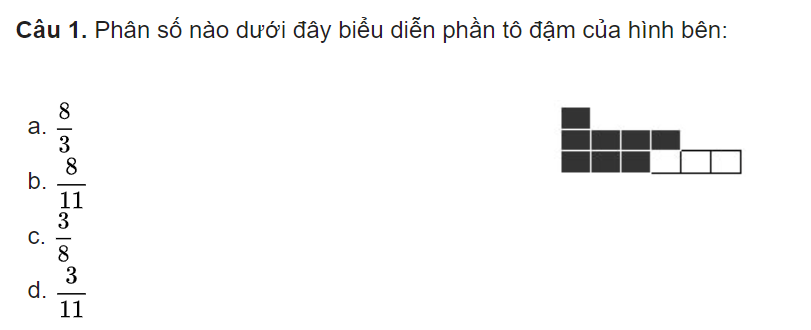 Câu 1. Phân số nào dưới đây biểu diễn phần tô đậm của hình bên:
a. 8/3
b. 8/11
c. 3/8
d. 3/11